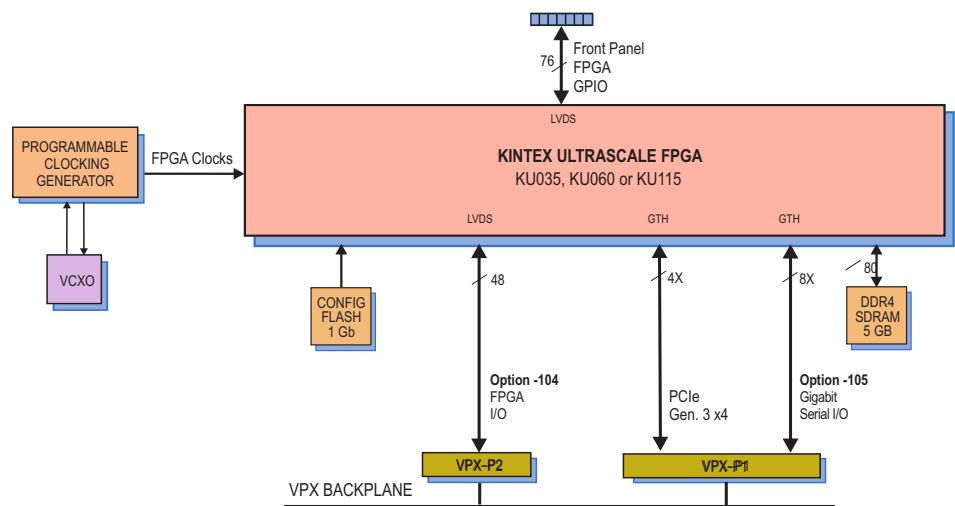 Front Panel
76
FPGA
GPIO
LVDS
PROGRAMMABLE
CLOCKING
GENERATOR
FPGA Clocks
KINTEX ULTRASCALE FPGA
KU035, KU060 or KU115
LVDS
GTH
GTH
VCXO
CONFIG
FLASH
1 Gb
48
4X
8X
80
DDR4
SDRAM
5 GB
Option -104
FPGA
I/O
PCIe
Gen. 3 x4
Option -105
Gigabit
Serial I/O
VPX-P2
VPX-P1
VPX BACKPLANE